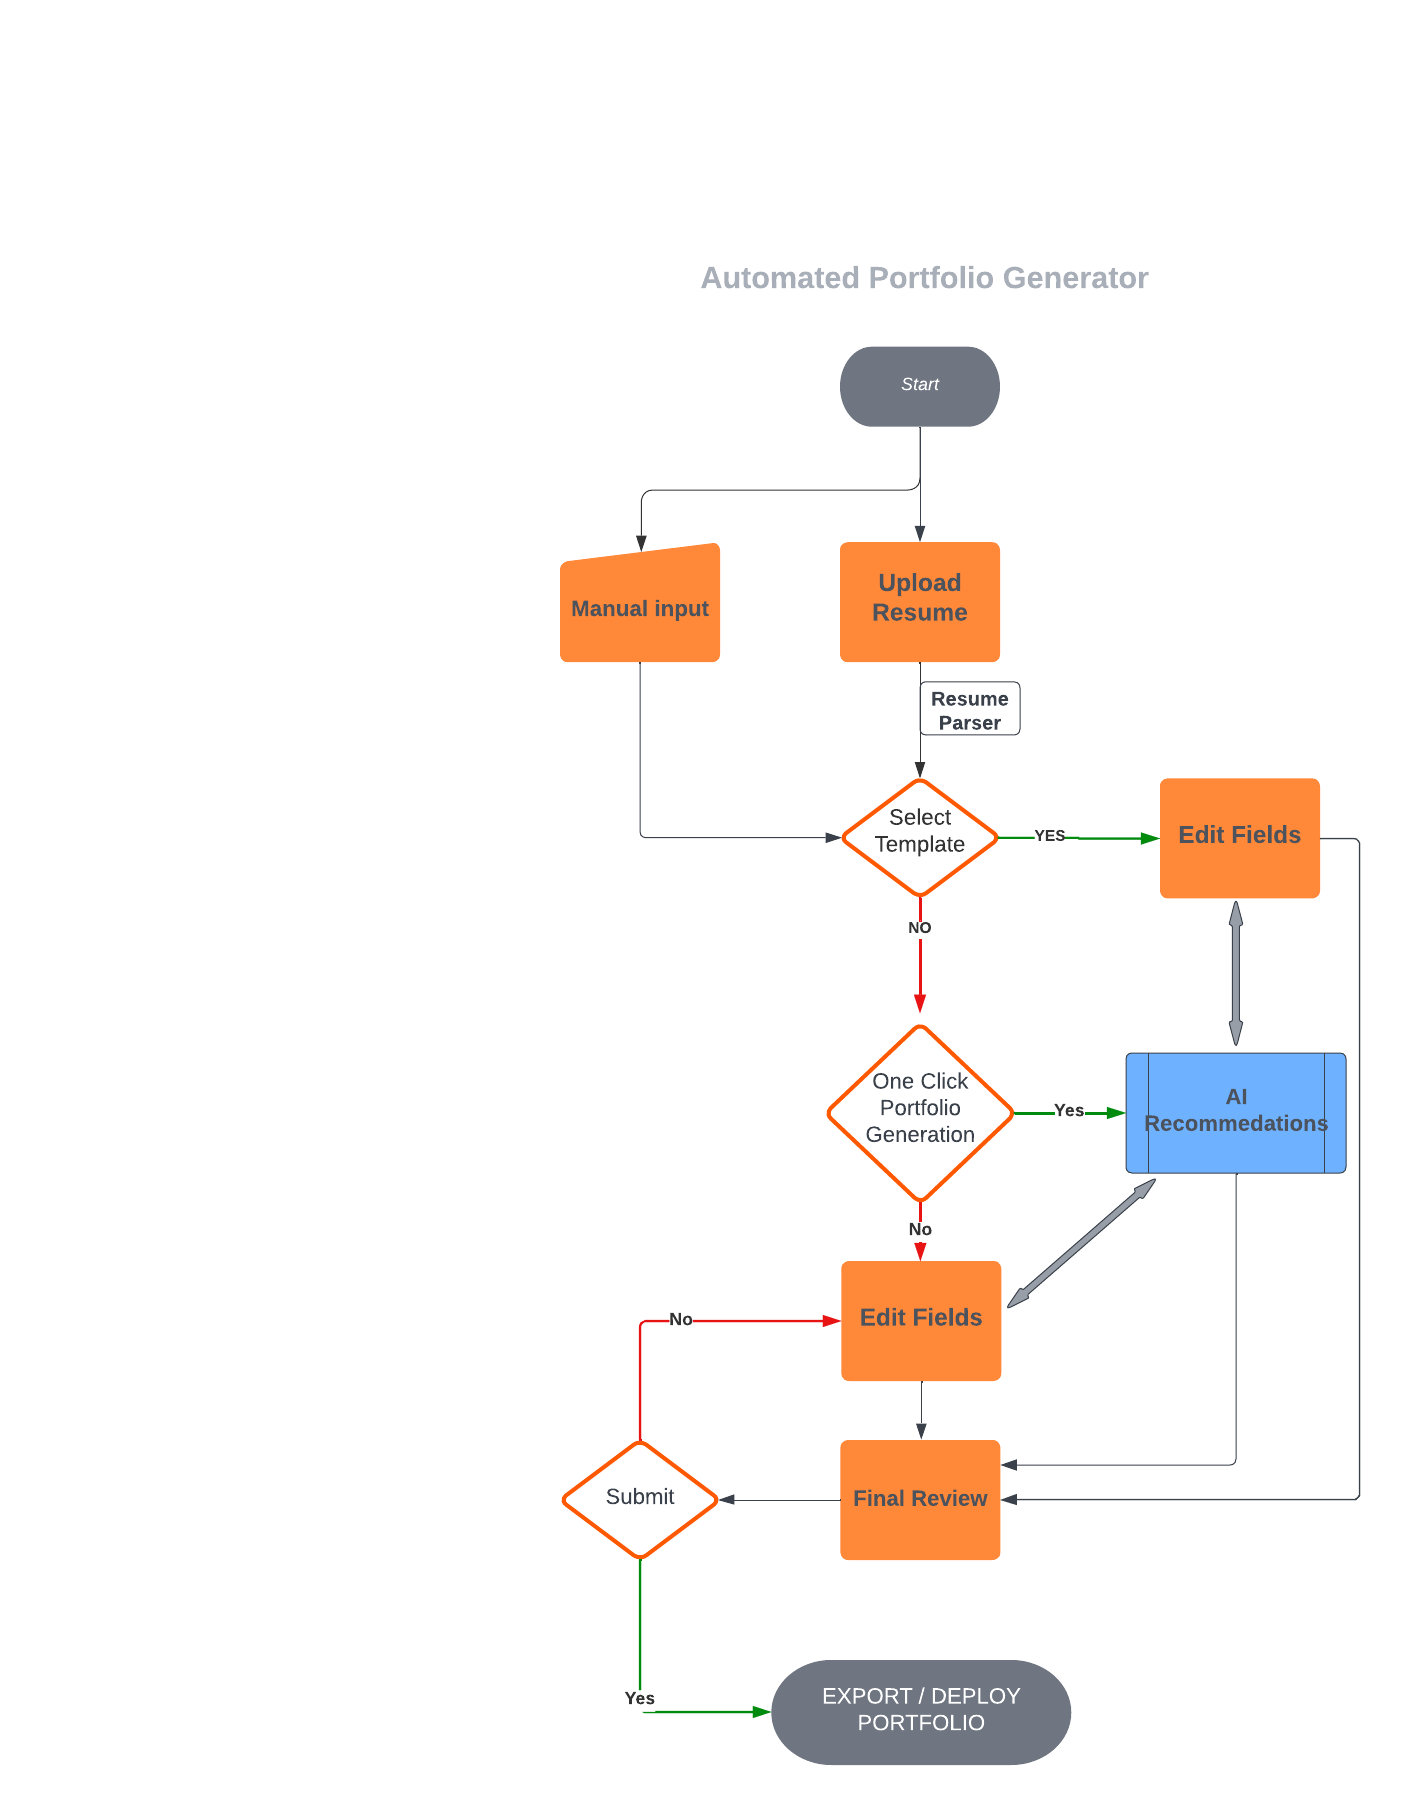 Automated Portfolio Generator
Start
Manual input
Upload
Resume
Resume
Parser
Select
Template
YES
Edit Fields
NO
One Click
Portfolio
Generation
Yes
AI
Recommedations
No
Edit Fields
No
Submit
Final Review
Yes
EXPORT / DEPLOY
PORTFOLIO